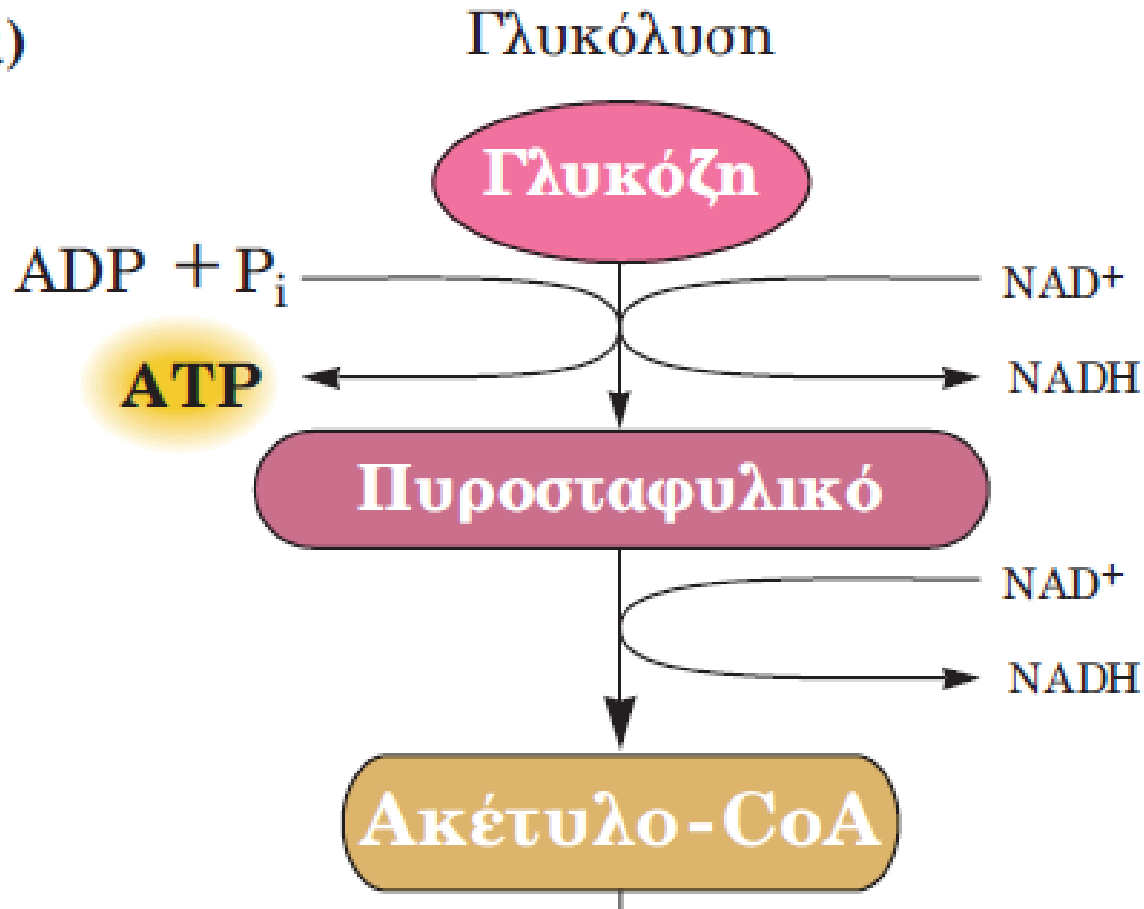 Γλυκόλυση
Γλυκόζη
ADP + Pi
NAD+
ATP
NADH
Πυροσταφυλικό
NAD+
NADH
Ακέτυλο-CoA